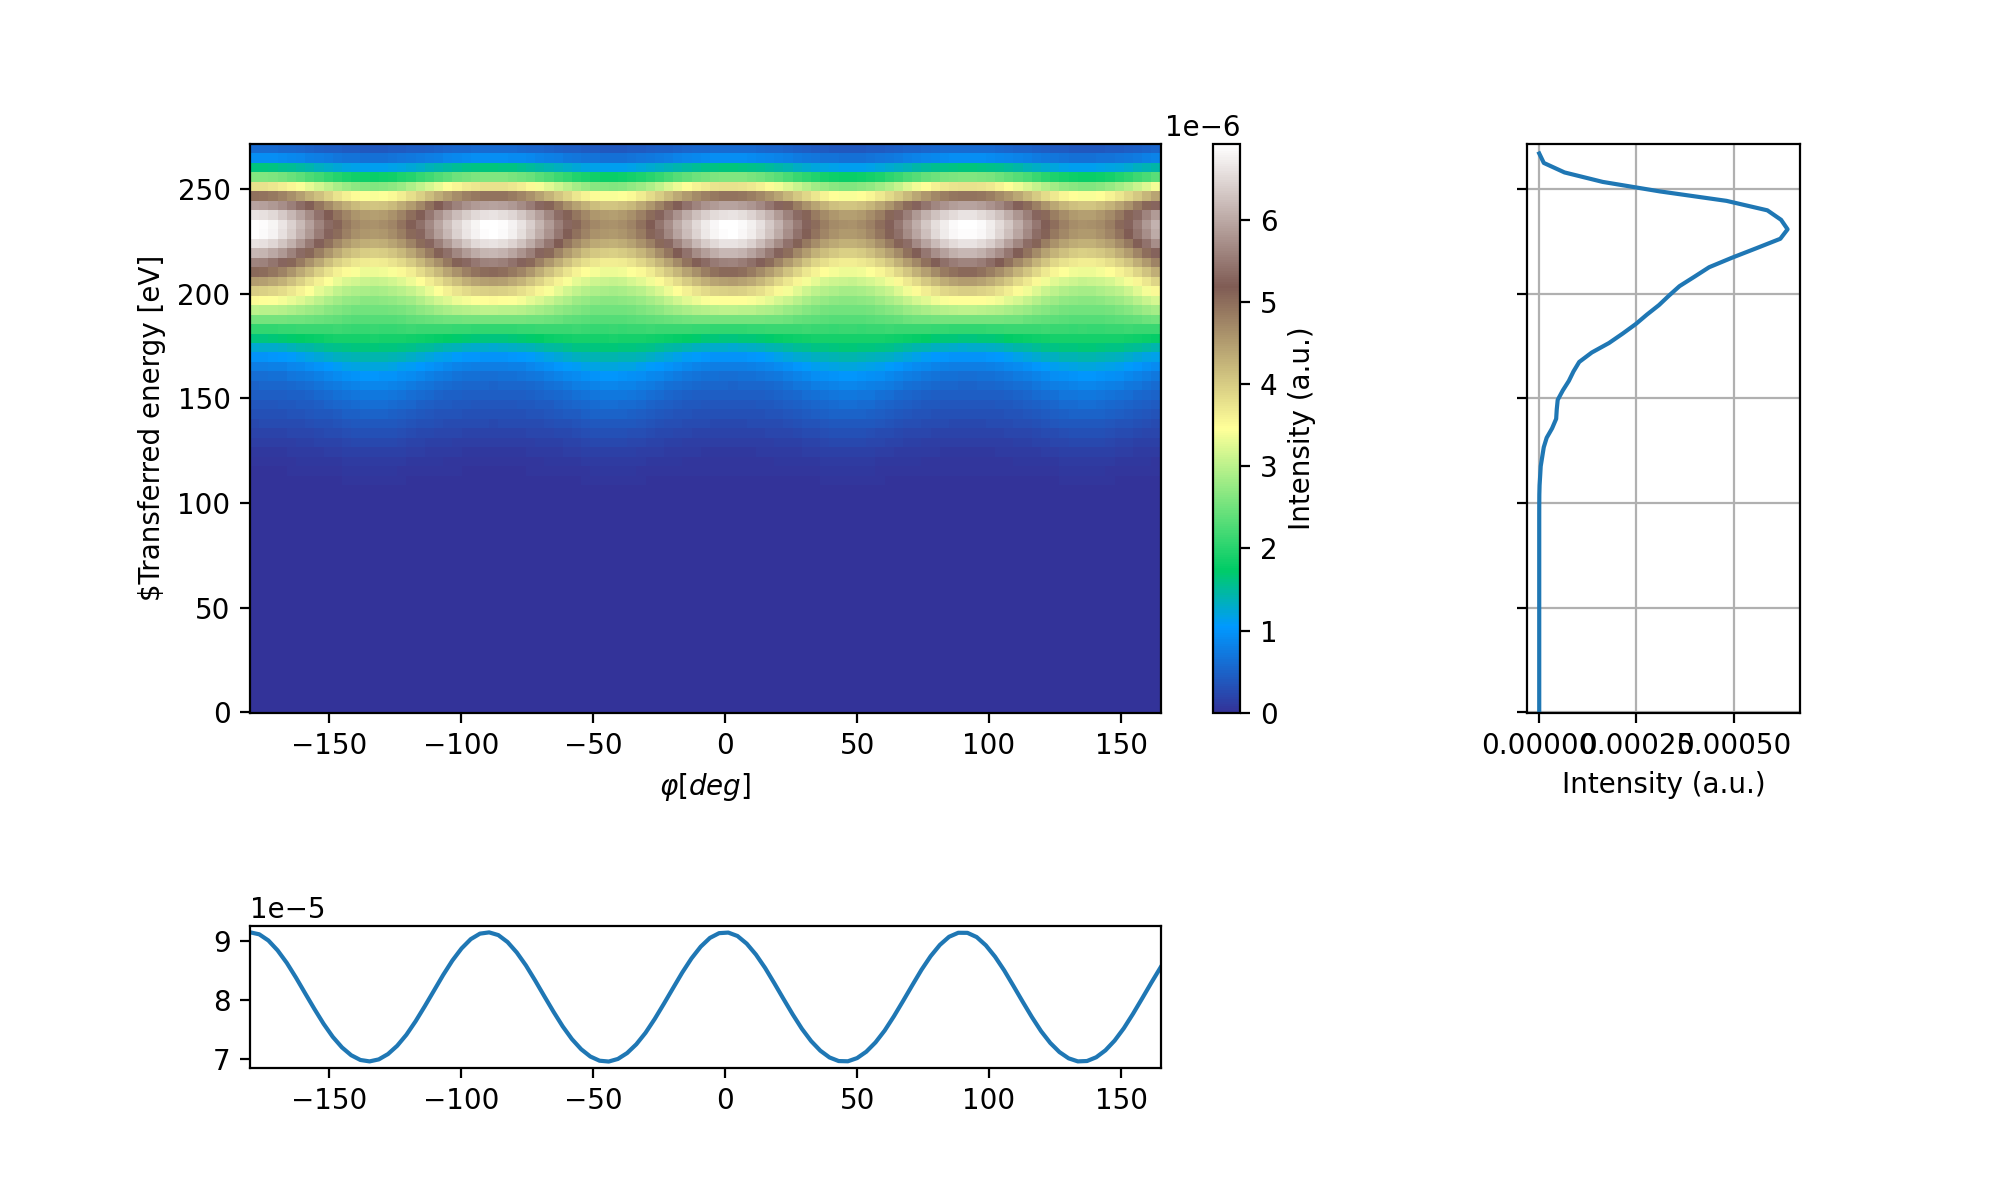 1e−6
250
200
150
100
50
0
$Transferred energy [eV]
−150 −100 −50 0 50 100 150
φ[deg]
6
5
4
3
2
1
0
Intensity (a.u.)
0.00000 0.00025 0.00050
Intensity (a.u.)
1e−5
9
8
7
−150 −100 −50 0 50 100 150